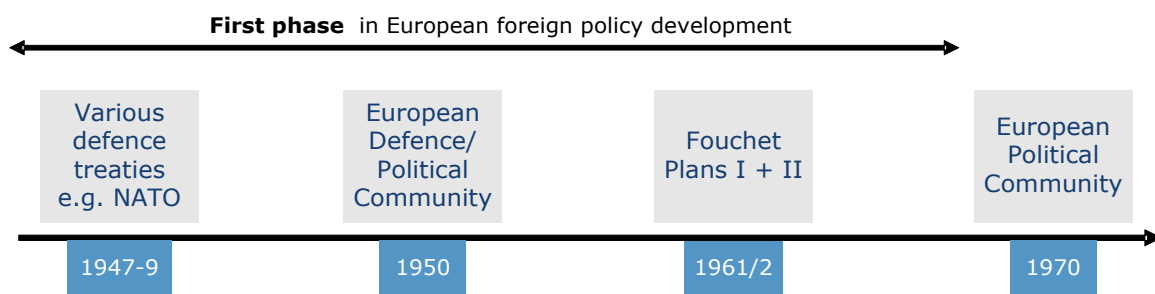 First phase in European foreign policy development
Various
defence
treaties
e.g. NATO
European
Defence/
Political
Community
Fouchet
Plans I + II
European
Political
Community
1947-9
1950
1961/2
1970